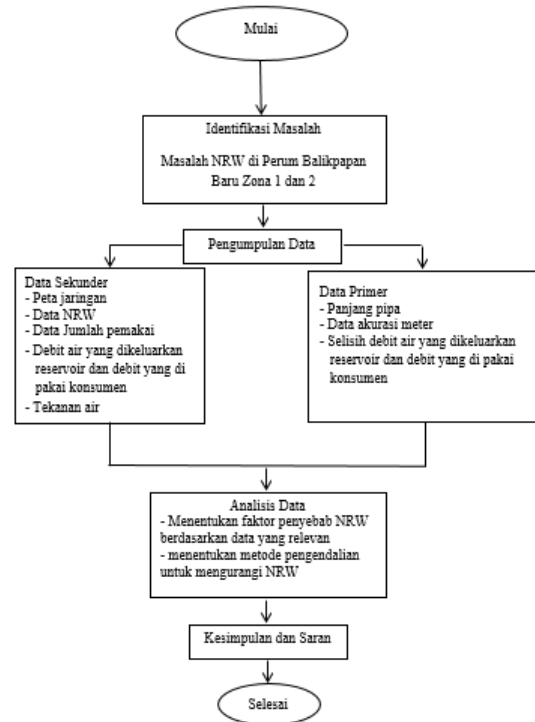 Mulai
Identifikasi Masalah
Masalah NRW di Perum Balikpapan
Baru Zona 1 dan 2
Pengumpulan Data
Data Sekunder
- Peta jaringan
- Data NRW
- Data Jumlah pemakai
- Debit air yang dikeluarkan
reservoir dan debit yang di
pakai konsumen
- Tekanan air
Data Primer
- Panjang pipa
- Data akurasi meter
- Selisih debit air yang dikeluarkan
reservoir dan debit yang di pakai
konsumen
Analisis Data
- Menentukan faktor penyebab NRW
berdasarkan data yang relevan
- menentukan metode pengendalian
untuk mengurangi NRW
Kesimpulan dan Saran
Selesai